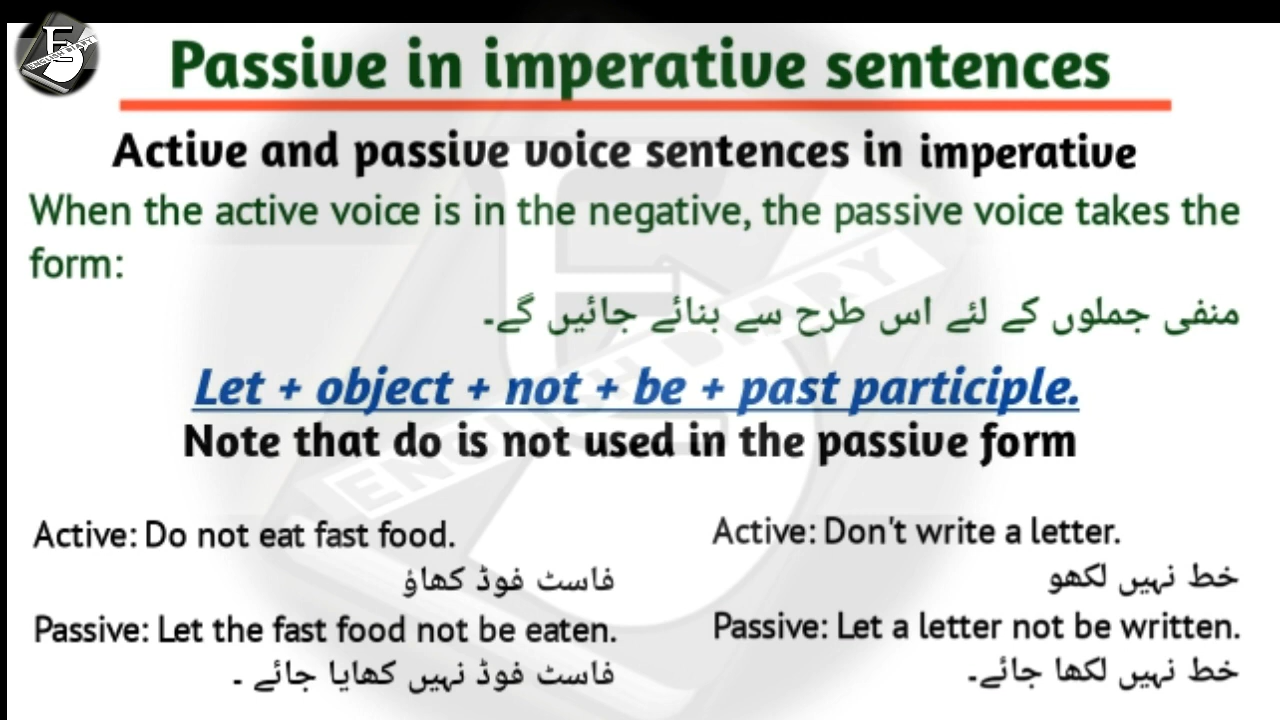 ENGLISH DIARY
Passive in imperative sentences
Active and passive voice sentences in imperative
When the active voice is in the negative, the passive voice takes the
form:
منفی جملوں کے لئے اس طرح سے بنائے جائیں گے۔
Let + object + not + be + past participle.
Note that do is not used in the passive form
Active: Do not eat fast food.
فاسٹ فوڈ کھاؤ
Passive: Let the fast food not be eaten.
فاسٹ فوڈ نہیں کھایا جائے ۔
Active: Don't write a letter.
خط نہیں لکھو
Passive: Let a letter not be written.
خط نہیں لکھا جائے۔